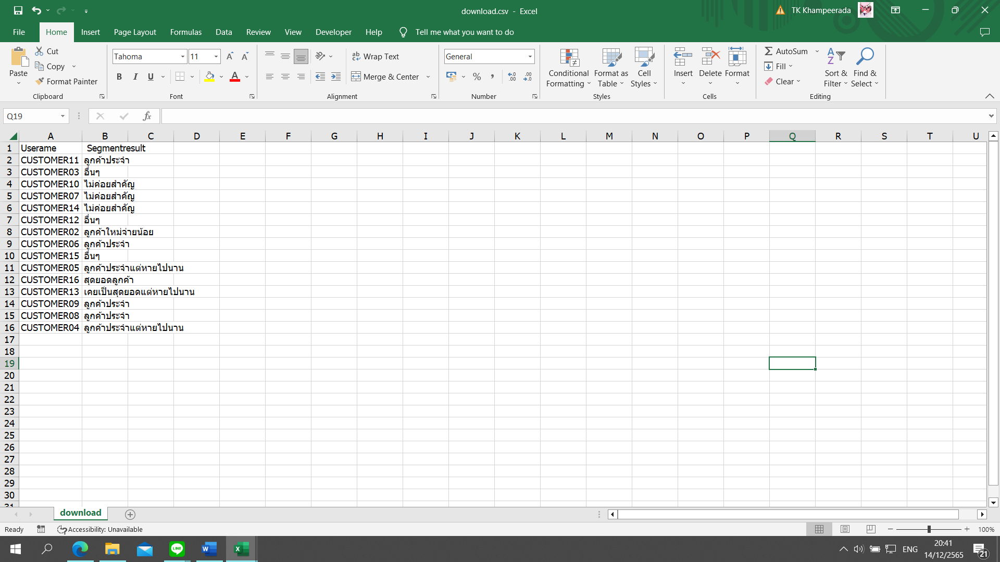 download.csv - Excel
TK Khampeerada
File Home Insert Page Layout Formulas Data Review View Developer Help Tell me what you want to do
Paste
Cut
Copy
Format Painter
Clipboard
Tahoma 11
B I U A
Font
Wrap Text
Merge & Center
Alignment
General
%
Number
Conditional Formatting
Format as Table
Cell Styles
Styles
Insert Delete Format
Cells
AutoSum
Fill
Clear
Sort & Filter
Find & Select
Editing
Q19 fx
A B C D E F G H I J K L M N O P Q R S T U
1 Userame Segmentresult
2 CUSTOMER11 ลูกค้าประจำ
3 CUSTOMER03 อื่นๆ
4 CUSTOMER10 ไม่ค่อยสำคัญ
5 CUSTOMER07 ไม่ค่อยสำคัญ
6 CUSTOMER14 ไม่ค่อยสำคัญ
7 CUSTOMER12 อื่นๆ
8 CUSTOMER02 ลูกค้าใหม่จ่ายน้อย
9 CUSTOMER06 ลูกค้าประจำ
10 CUSTOMER15 อื่นๆ
11 CUSTOMER05 ลูกค้าประจำแต่หายไปนาน
12 CUSTOMER16 สุดยอดลูกค้า
13 CUSTOMER13 เคยเป็นสุดยอดแต่หายไปนาน
14 CUSTOMER09 ลูกค้าประจำ
15 CUSTOMER08 ลูกค้าประจำ
16 CUSTOMER04 ลูกค้าประจำแต่หายไปนาน
17
18
19
20
21
22
23
24
25
26
27
28
29
30
31
download
Ready Accessibility: Unavailable 100%
LINE
ENG
20:41
14/12/2565
21